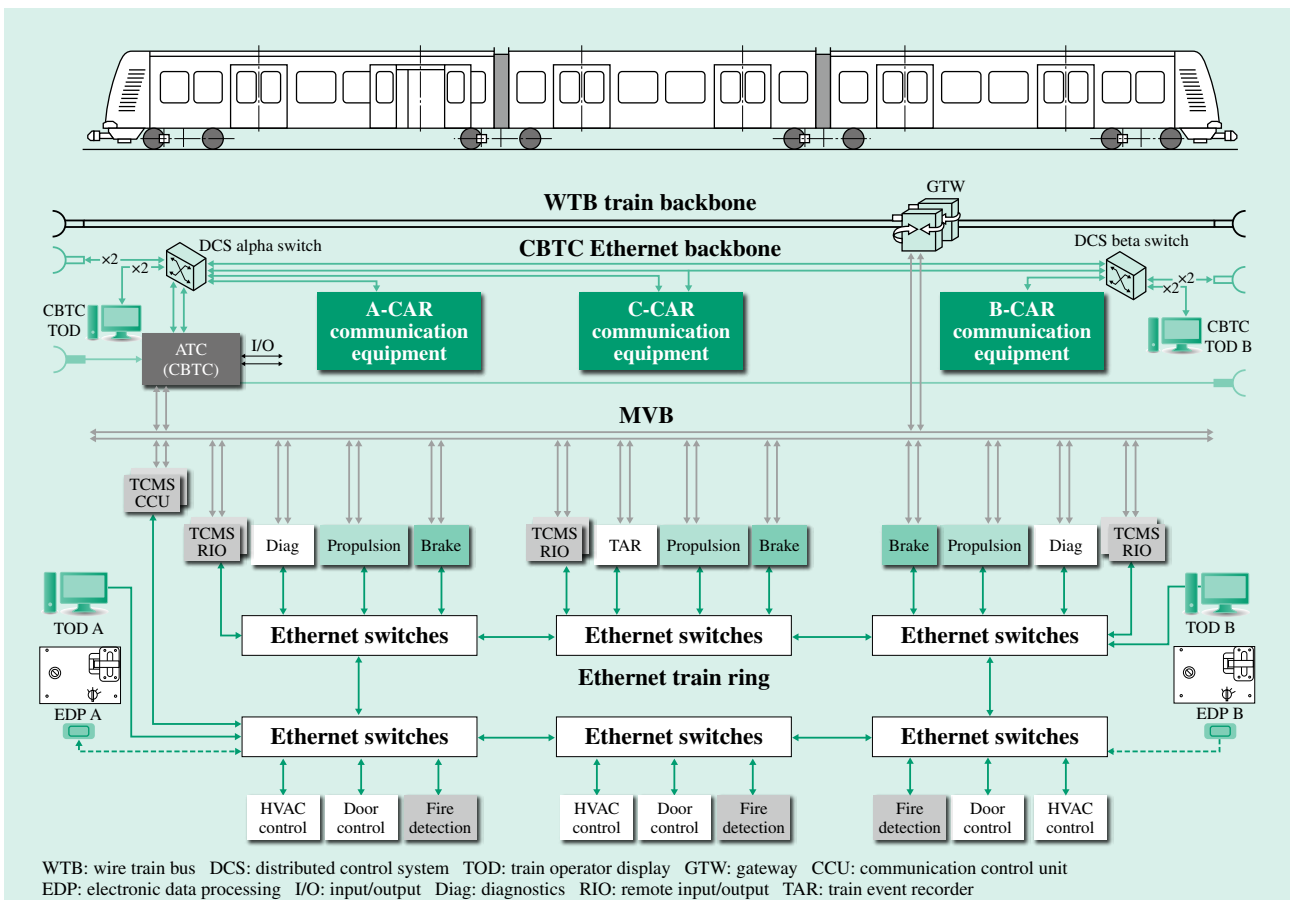 GTW
WTB train backbone
DCS alpha switch
CBTC Ethernet backbone
DCS beta switch
×2
×2
×2
×2
CBTC
TOD
A-CAR
communication
equipment
C-CAR
communication
equipment
B-CAR
communication
equipment
CBTC
TOD B
ATC
(CBTC)
I/O
MVB
TCMS
CCU
TCMS
RIO
Diag
Propulsion
Brake
TCMS
RIO
TAR
Propulsion
Brake
Brake
Propulsion
Diag
TCMS
RIO
TOD A
Ethernet switches
Ethernet switches
Ethernet switches
TOD B
Ethernet train ring
EDP A
EDP B
Ethernet switches
Ethernet switches
Ethernet switches
HVAC
control
Door
control
Fire
detection
HVAC
control
Door
control
Fire
detection
Fire
detection
Door
control
HVAC
control
WTB: wire train bus DCS: distributed control system TOD: train operator display GTW: gateway CCU: communication control unit
EDP: electronic data processing I/O: input/output Diag: diagnostics RIO: remote input/output TAR: train event recorder